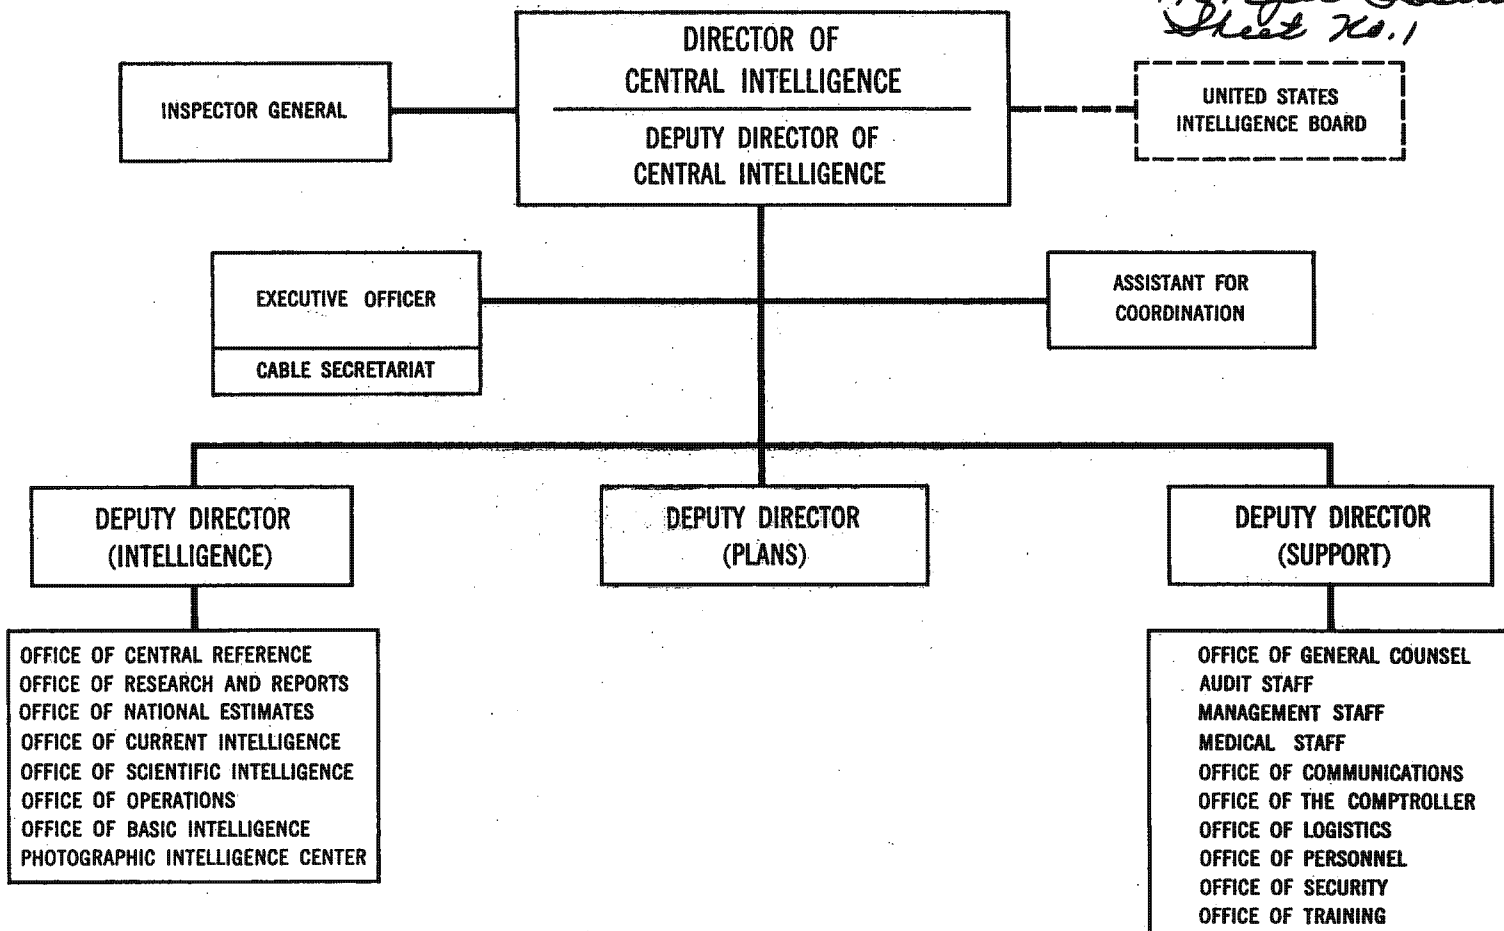 Sheet No. 1
DIRECTOR OF
CENTRAL INTELLIGENCE
DEPUTY DIRECTOR OF
CENTRAL INTELLIGENCE
INSPECTOR GENERAL
UNITED STATES
INTELLIGENCE BOARD
EXECUTIVE OFFICER
CABLE SECRETARIAT
ASSISTANT FOR
COORDINATION
DEPUTY DIRECTOR
(INTELLIGENCE)
DEPUTY DIRECTOR
(PLANS)
DEPUTY DIRECTOR
(SUPPORT)
OFFICE OF CENTRAL REFERENCE
OFFICE OF RESEARCH AND REPORTS
OFFICE OF NATIONAL ESTIMATES
OFFICE OF CURRENT INTELLIGENCE
OFFICE OF SCIENTIFIC INTELLIGENCE
OFFICE OF OPERATIONS
OFFICE OF BASIC INTELLIGENCE
PHOTOGRAPHIC INTELLIGENCE CENTER
OFFICE OF GENERAL COUNSEL
AUDIT STAFF
MANAGEMENT STAFF
MEDICAL STAFF
OFFICE OF COMMUNICATIONS
OFFICE OF THE COMPTROLLER
OFFICE OF LOGISTICS
OFFICE OF PERSONNEL
OFFICE OF SECURITY
OFFICE OF TRAINING